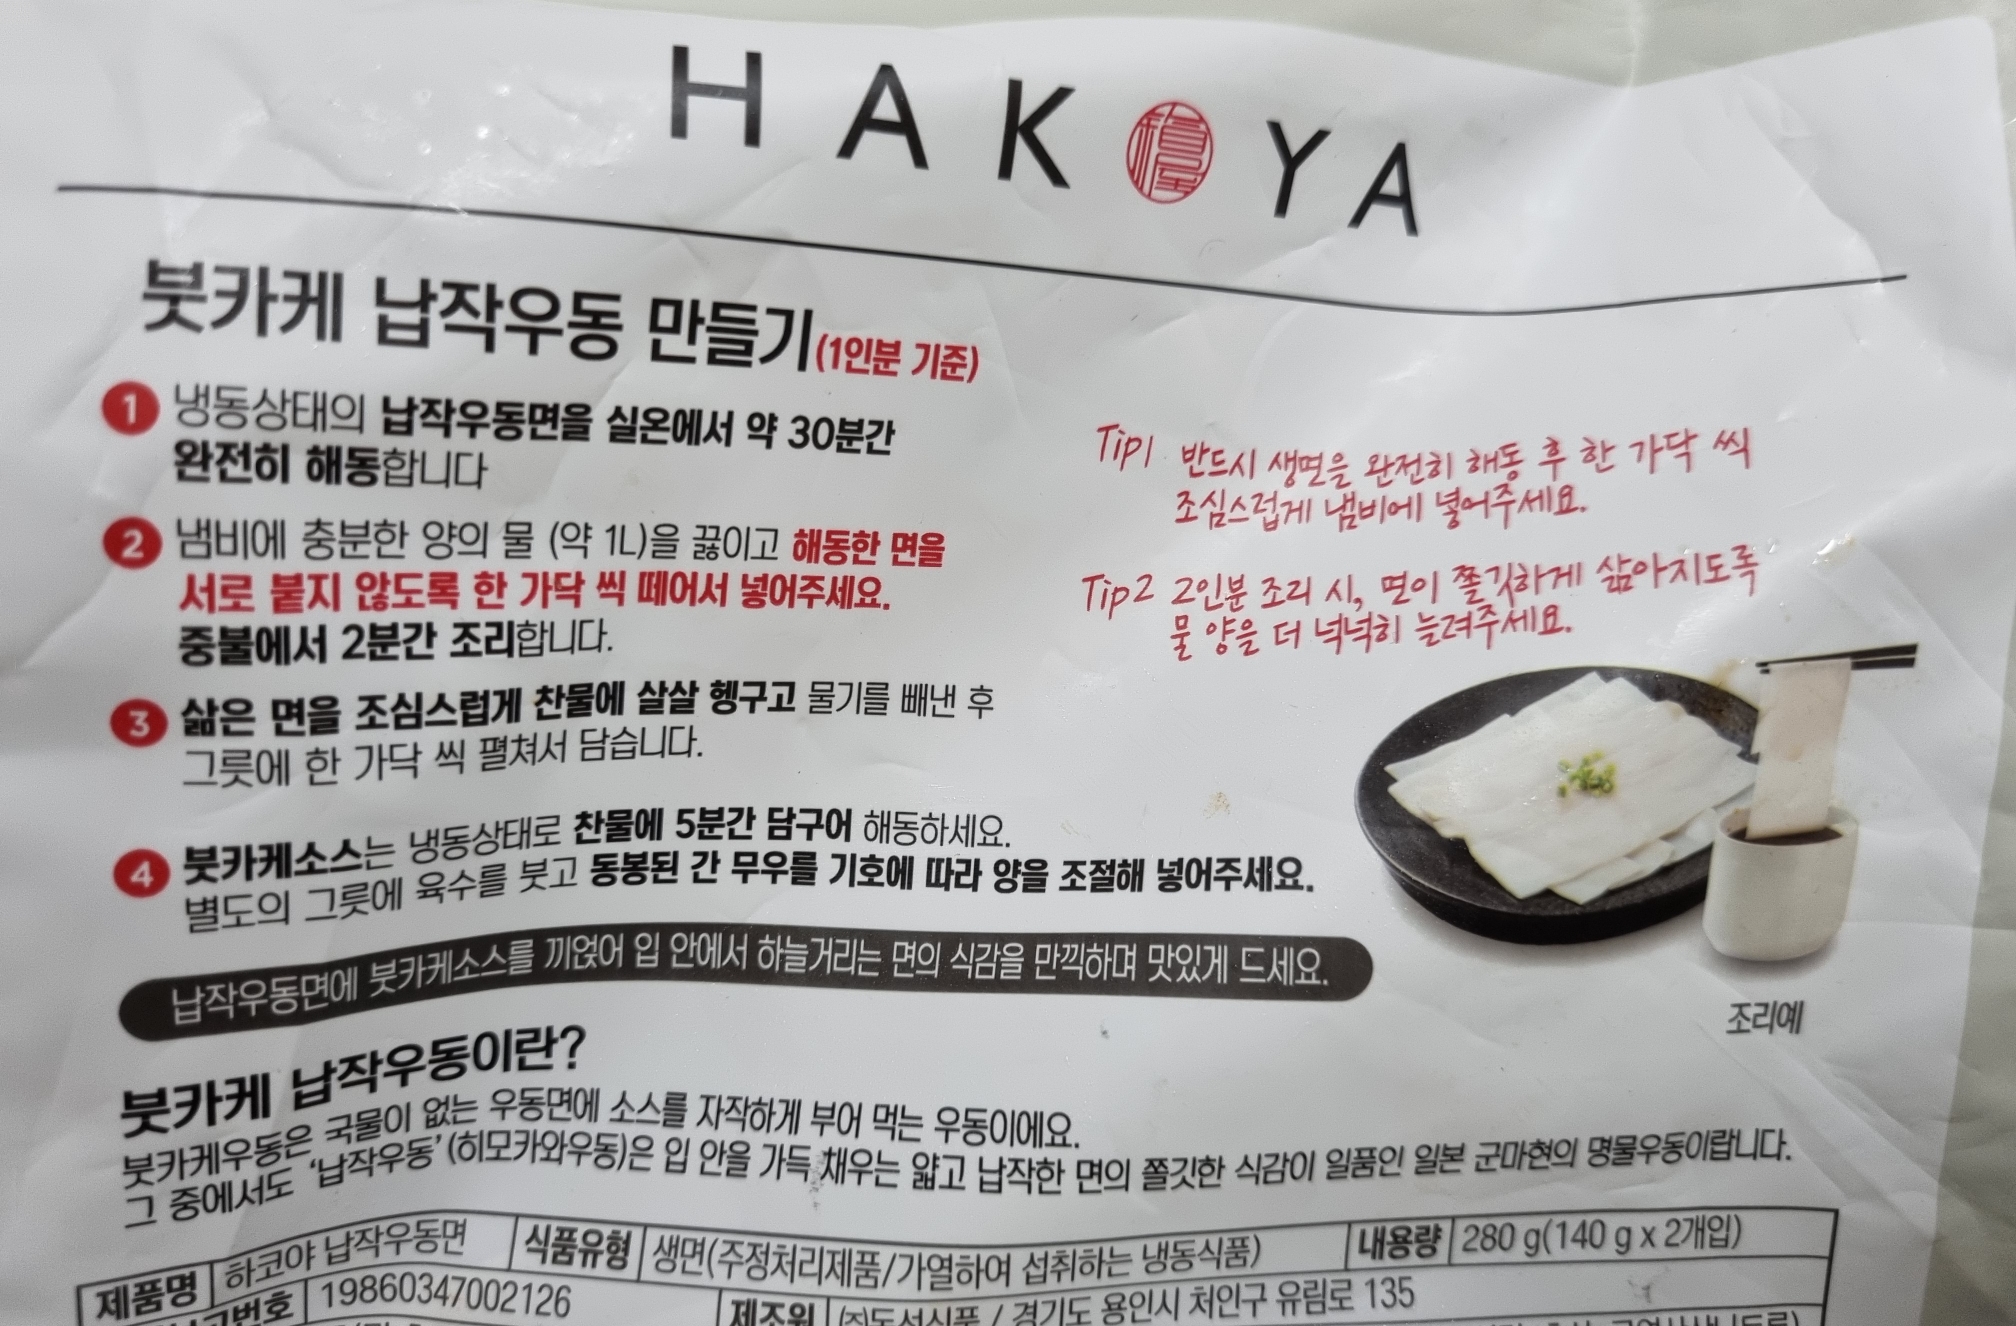 HAKOYA
붓카케 납작우동 만들기(1인분 기준)
1 냉동상태의 납작우동면을 실온에서 약 30분간
완전히 해동합니다
2 냄비에 충분한 양의 물 (약 1L)을 끓이고 해동한 면을
서로 붙지 않도록 한 가닥 씩 떼어서 넣어주세요.
중불에서 2분간 조리합니다.
3 삶은 면을 조심스럽게 찬물에 살살 헹구고 물기를 빼낸 후
그릇에 한 가닥 씩 펼쳐서 담습니다.
4 붓카케소스는 냉동상태로 찬물에 5분간 담구어 해동하세요.
별도의 그릇에 육수를 붓고 동봉된 간 무우를 기호에 따라 양을 조절해 넣어주세요.
Tip1 반드시 생면을 완전히 해동 후 한 가닥 씩
조심스럽게 냄비에 넣어주세요.
Tip2 2인분 조리 시, 면이 쫄깃하게 삶아지도록
물 양을 더 넉넉히 늘려주세요.
조리예
납작우동면에 붓카케소스를 끼얹어 입 안에서 하늘거리는 면의 식감을 만끽하며 맛있게 드세요.
붓카케 납작우동이란?
붓카케우동은 국물이 없는 우동면에 소스를 자작하게 부어 먹는 우동이에요.
그 중에서도 '납작우동'(히모카와우동)은 입 안을 가득 채우는 얇고 납작한 면의 쫄깃한 식감이 일품인 일본 군마현의 명물우동이랍니다.
제품명 하코야 납작우동면 식품유형 생면(주정처리제품/가열하여 섭취하는 냉동식품) 내용량 280 g(140 g x 2개입)
19860347002126 제조원 (주)동성식품 / 경기도 용인시 처인구 유림로 135